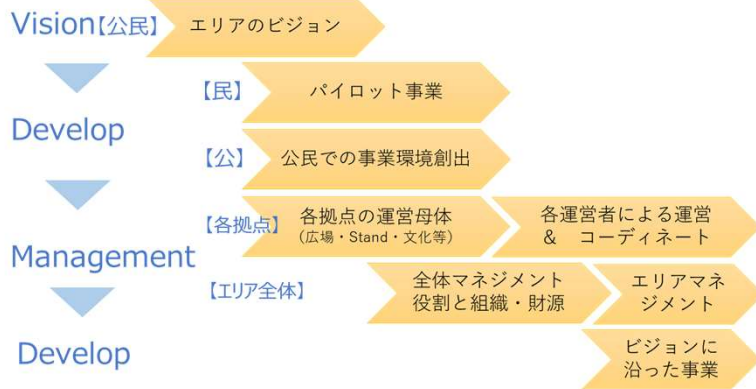 Vision【公民】 エリアのビジョン
【民】 パイロット事業
Develop
【公】 公民での事業環境創出
【各拠点】 各拠点の運営母体
（広場・Stand・文化等）
各運営者による運営
& コーディネート
Management
【エリア全体】 全体マネジメント
役割と組織・財源
エリアマネ
ジメント
Develop
ビジョンに
沿った事業